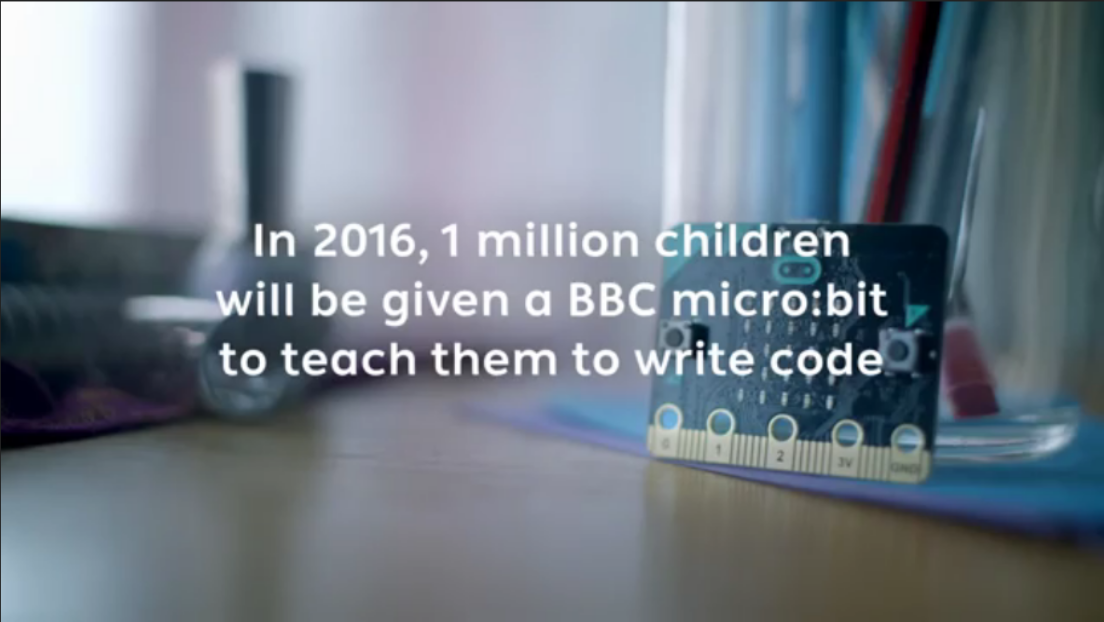 In 2016, 1 million children
will be given a BBC micro:bit
to teach them to write code
0 1 2 3V GND